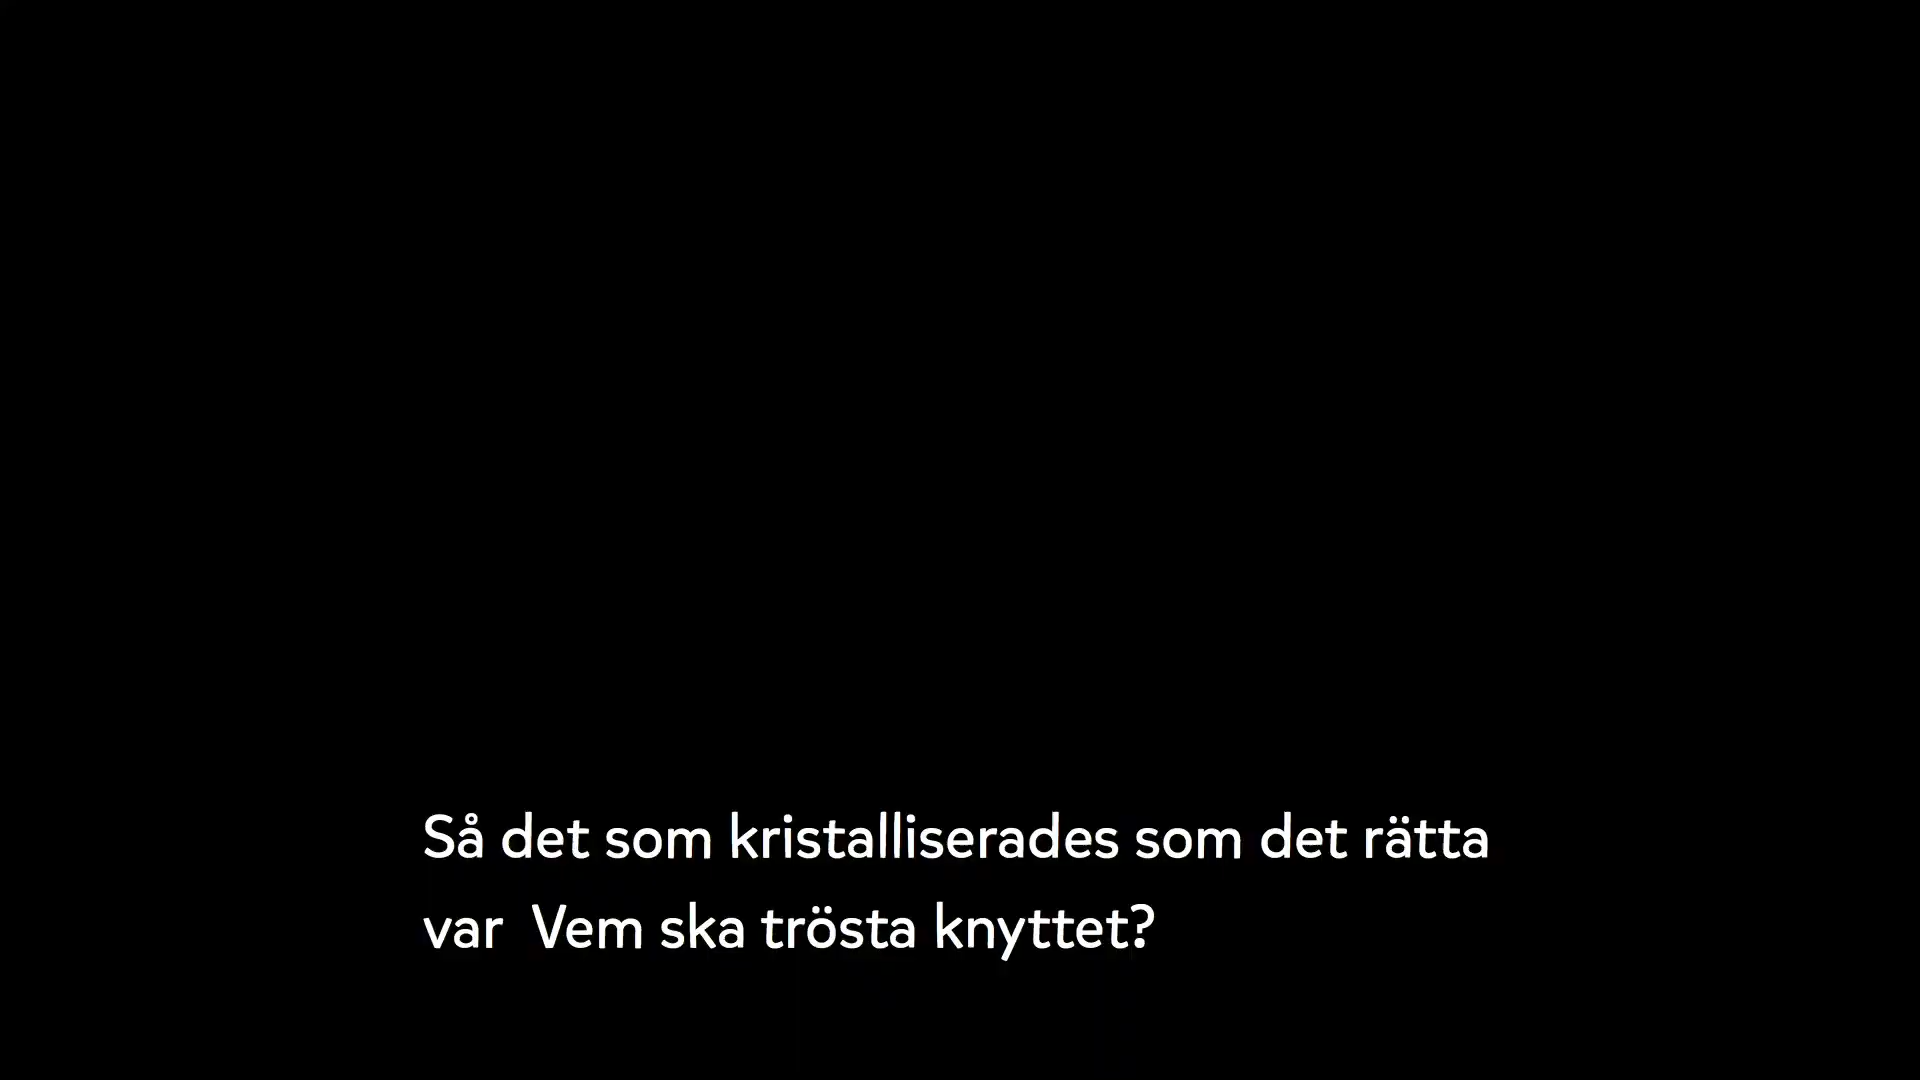 Så det som kristalliserades som det rätta
var  Vem ska trösta knyttet?